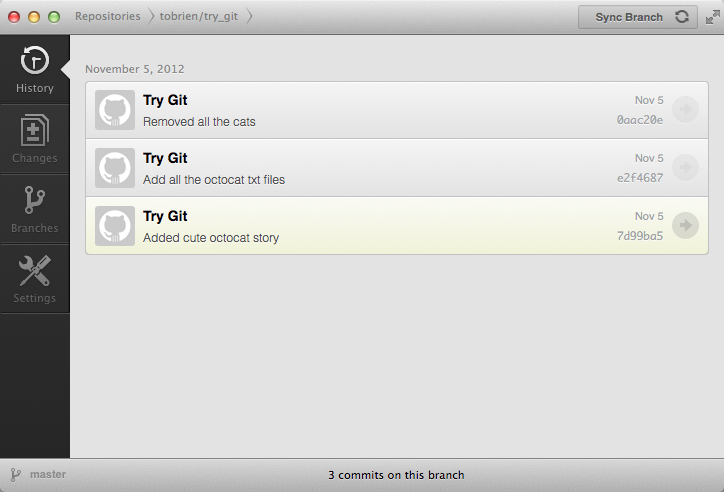 Repositories
tobrien/try_git
Sync Branch
History
Changes
Branches
Settings
November 5, 2012
Try Git
Nov 5
Removed all the cats
0aac20e
Try Git
Nov 5
Add all the octocat txt files
e2f4687
Try Git
Nov 5
Added cute octocat story
7d99ba5
master
3 commits on this branch